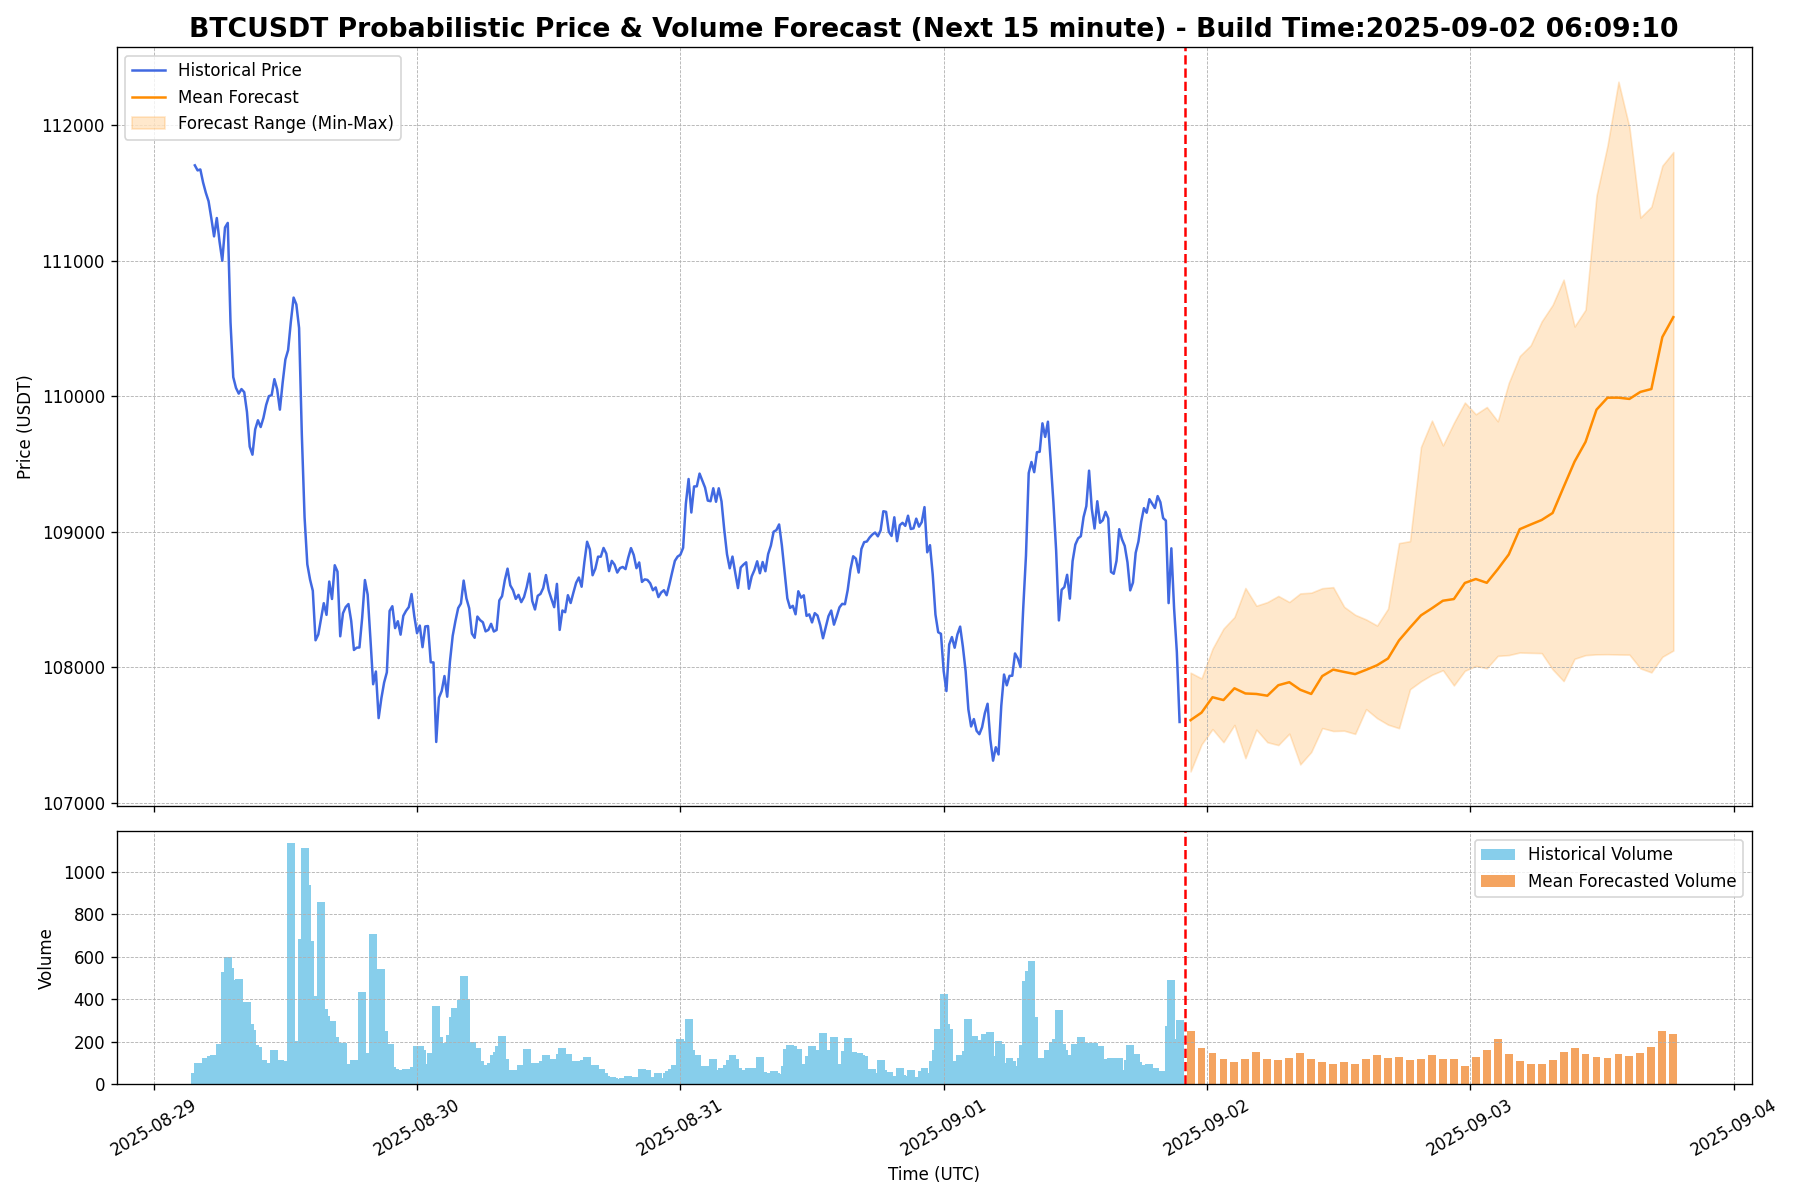 BTCUSDT Probabilistic Price & Volume Forecast (Next 15 minute) - Build Time:2025-09-02 06:09:10
Historical Price
Mean Forecast
Forecast Range (Min-Max)
112000
111000
110000
109000
108000
107000
Price (USDT)
Historical Volume
Mean Forecasted Volume
1000
800
600
400
200
0
Volume
2025-08-29
2025-08-30
2025-08-31
2025-09-01
2025-09-02
2025-09-03
2025-09-04
Time (UTC)